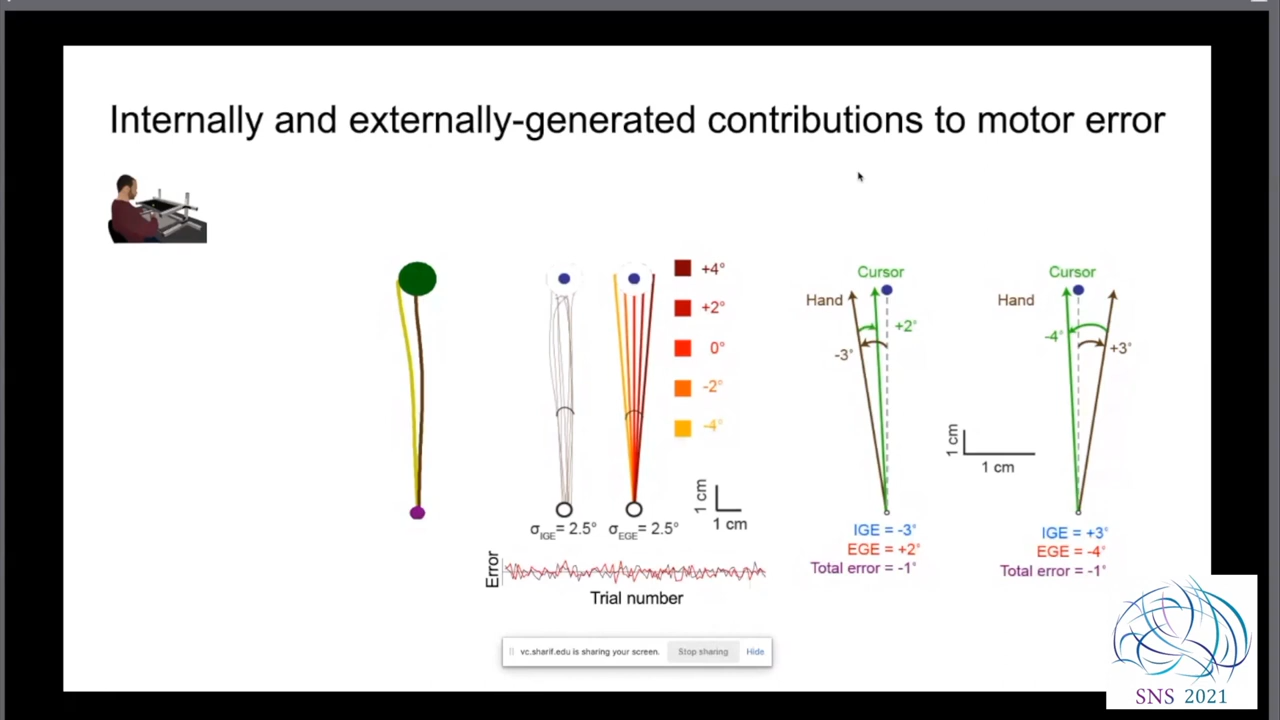 Internally and externally-generated contributions to motor error
+4°
+2°
0°
-2°
-4°
1 cm
1 cm
σIGE= 2.5°
σEGE= 2.5°
Error
Trial number
Cursor
Hand
+2°
-3°
IGE = -3°
EGE = +2°
Total error = -1°
1 cm
1 cm
Cursor
Hand
-4°
+3°
IGE = +3°
EGE = -4°
Total error = -1°
vc.sharif.edu is sharing your screen.
Stop sharing
Hide
SNS 2021